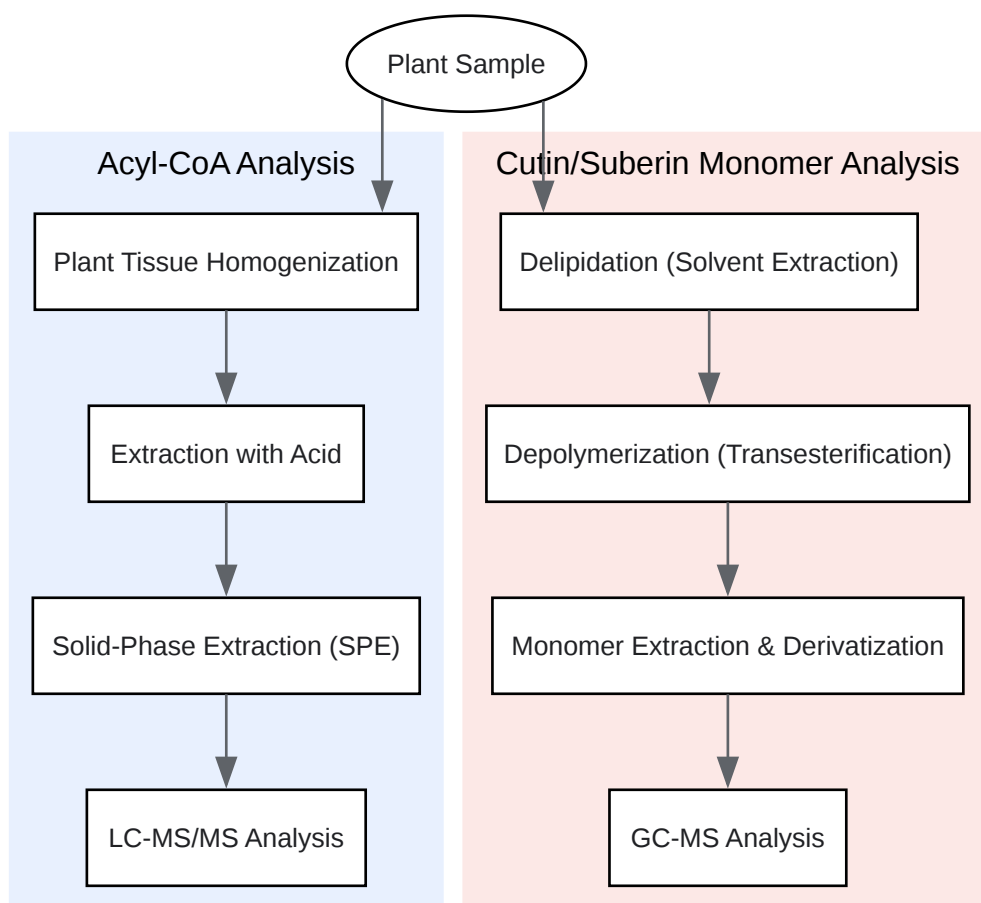 Plant Sample
Acyl-CoA Analysis
Plant Tissue Homogenization
Extraction with Acid
Solid-Phase Extraction (SPE)
LC-MS/MS Analysis
Cutin/Suberin Monomer Analysis
Delipidation (Solvent Extraction)
Depolymerization (Transesterification)
Monomer Extraction & Derivatization
GC-MS Analysis